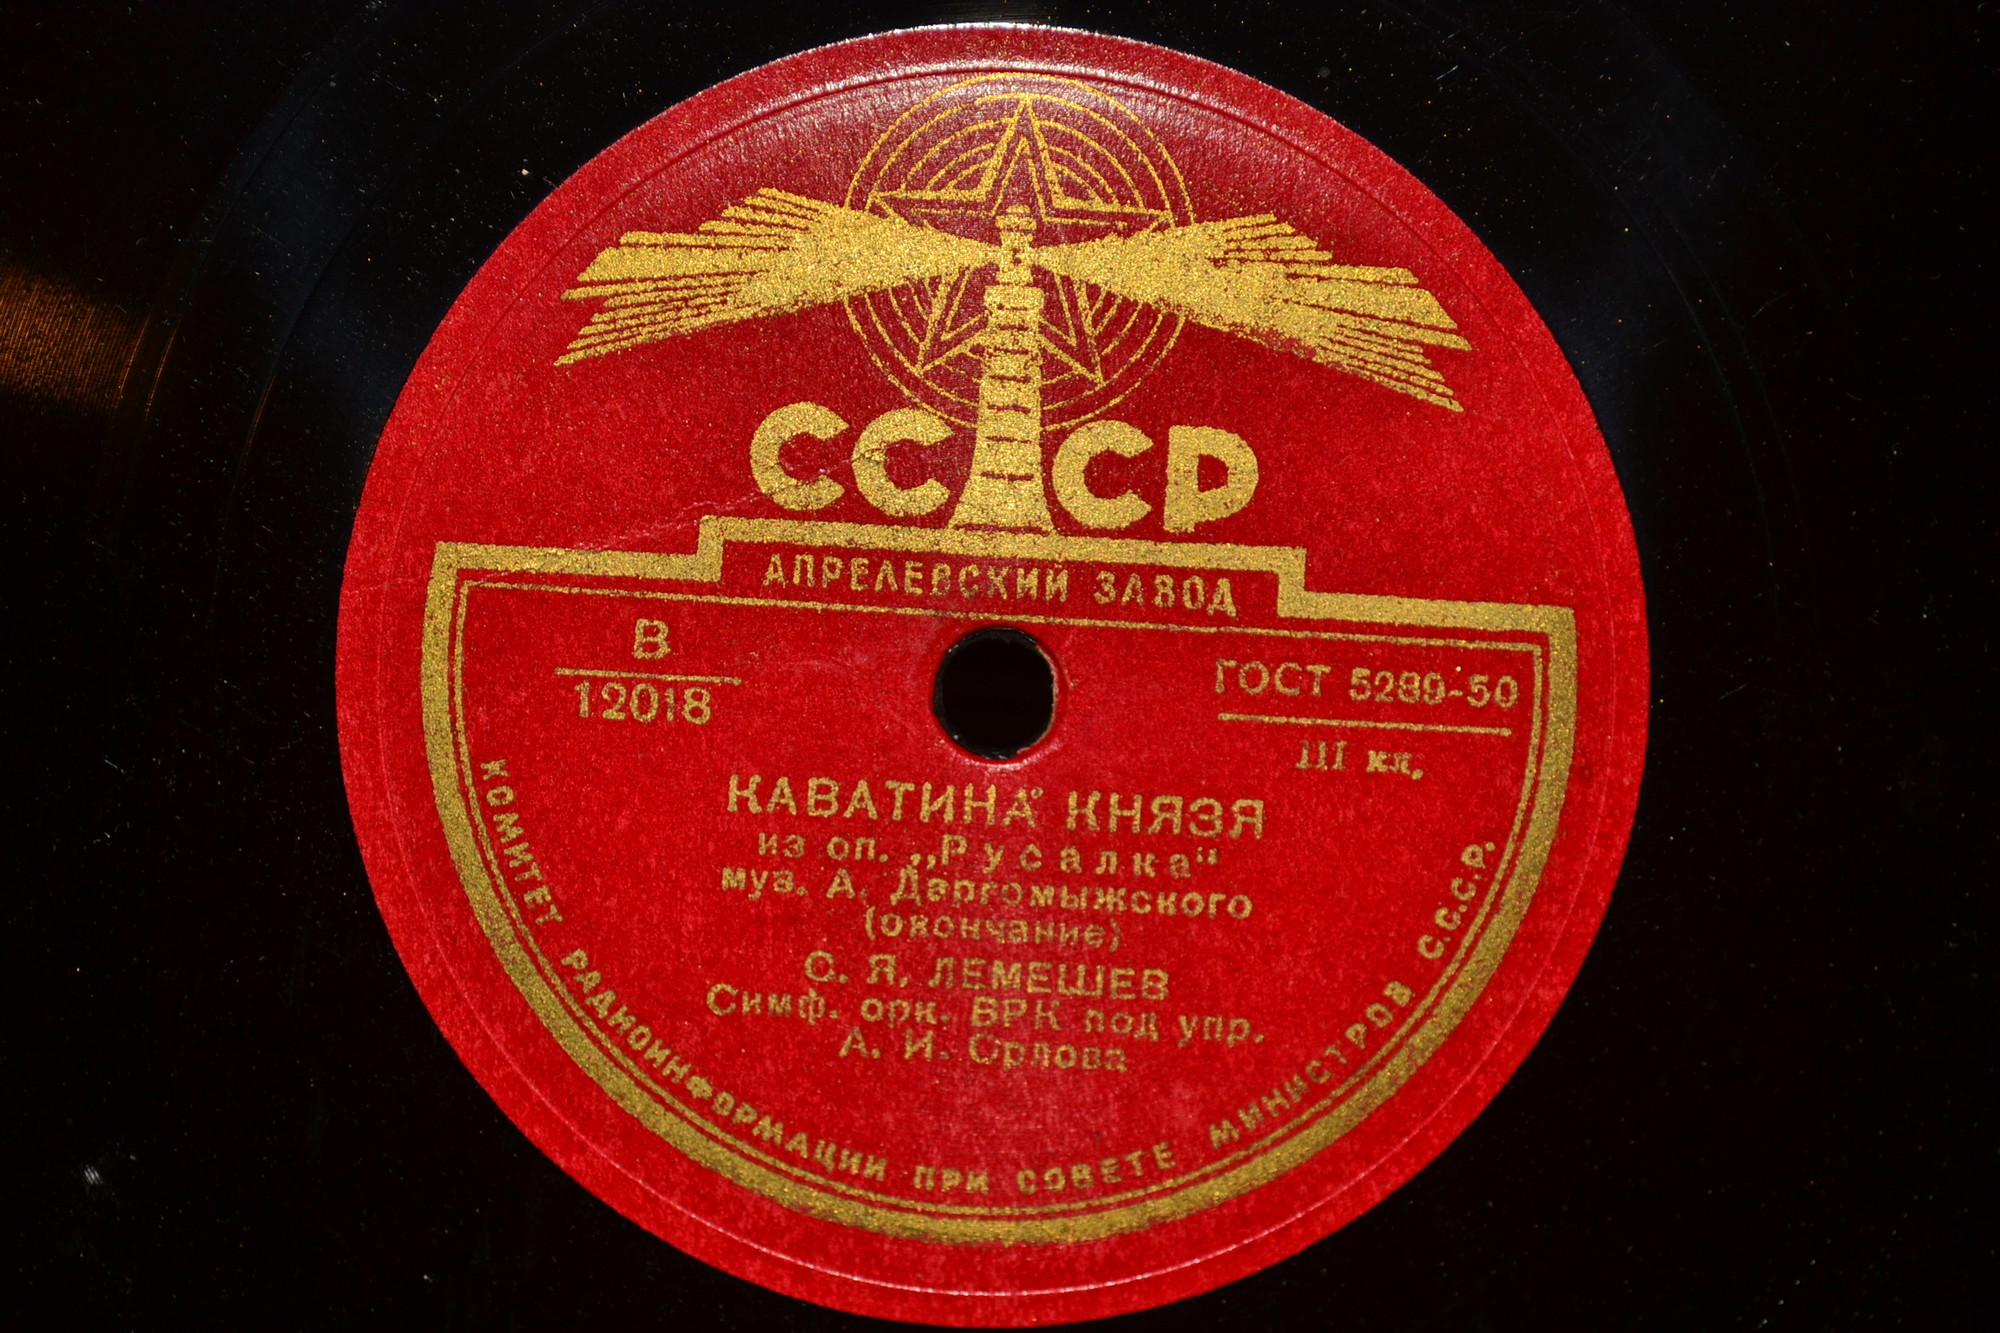 СССР
АПРЕЛЕВСКИЙ ЗАВОД
В
12018
ГОСТ 5289-50
III кл.
КАВАТИНА КНЯЗЯ
из оп. „Русалка“
муз. А. Даргомыжского
(окончание)
С. Я. ЛЕМЕШЕВ
Симф. орк. ВРК под упр.
А. И. Орлова
КОМИТЕТ РАДИОИНФОРМАЦИИ ПРИ СОВЕТЕ МИНИСТРОВ С.С.С.Р.